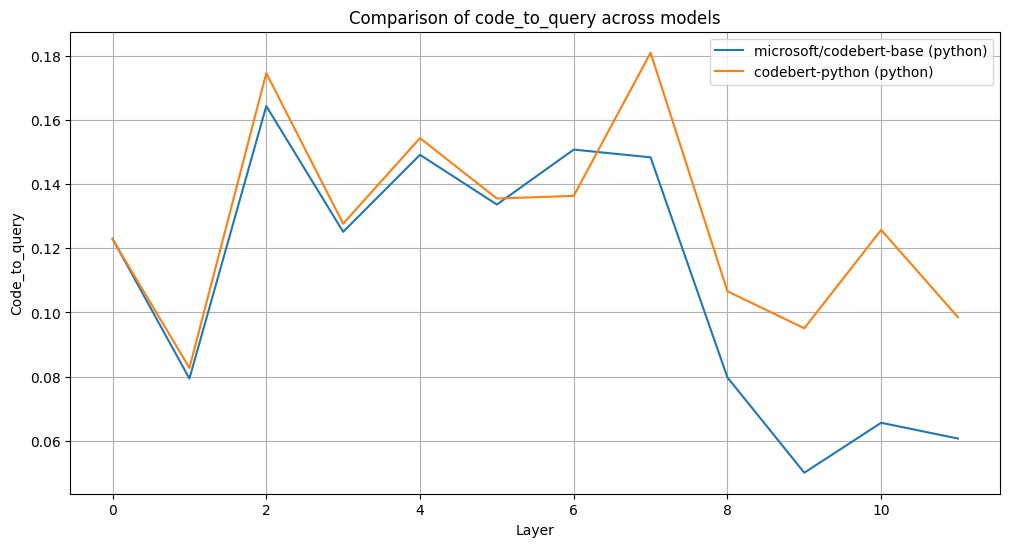 Comparison of code_to_query across models
microsoft/codebert-base (python)
codebert-python (python)
Code_to_query
0.18
0.16
0.14
0.12
0.10
0.08
0.06
0 2 4 6 8 10
Layer